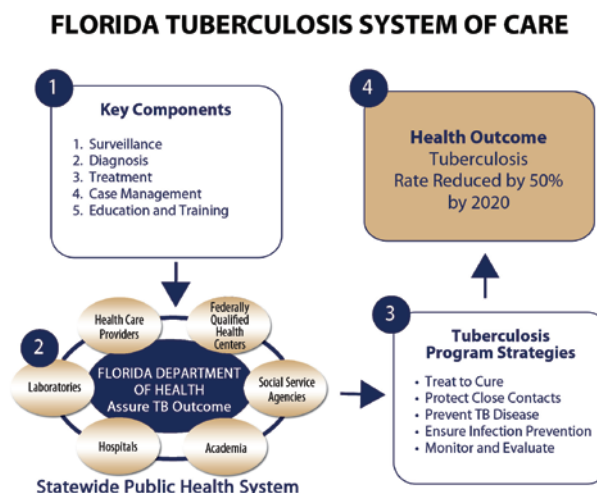 FLORIDA TUBERCULOSIS SYSTEM OF CARE
1
Key Components
1. Surveillance
2. Diagnosis
3. Treatment
4. Case Management
5. Education and Training
2
Health Care
Providers
Federally
Qualified Health
Centers
Laboratories
FLORIDA DEPARTMENT
OF HEALTH
Assure TB Outcome
Social Service
Agencies
Hospitals
Academia
Statewide Public Health System
3
Tuberculosis
Program Strategies
• Treat to Cure
• Protect Close Contacts
• Prevent TB Disease
• Ensure Infection Prevention
• Monitor and Evaluate
4
Health Outcome
Tuberculosis
Rate Reduced by 50%
by 2020